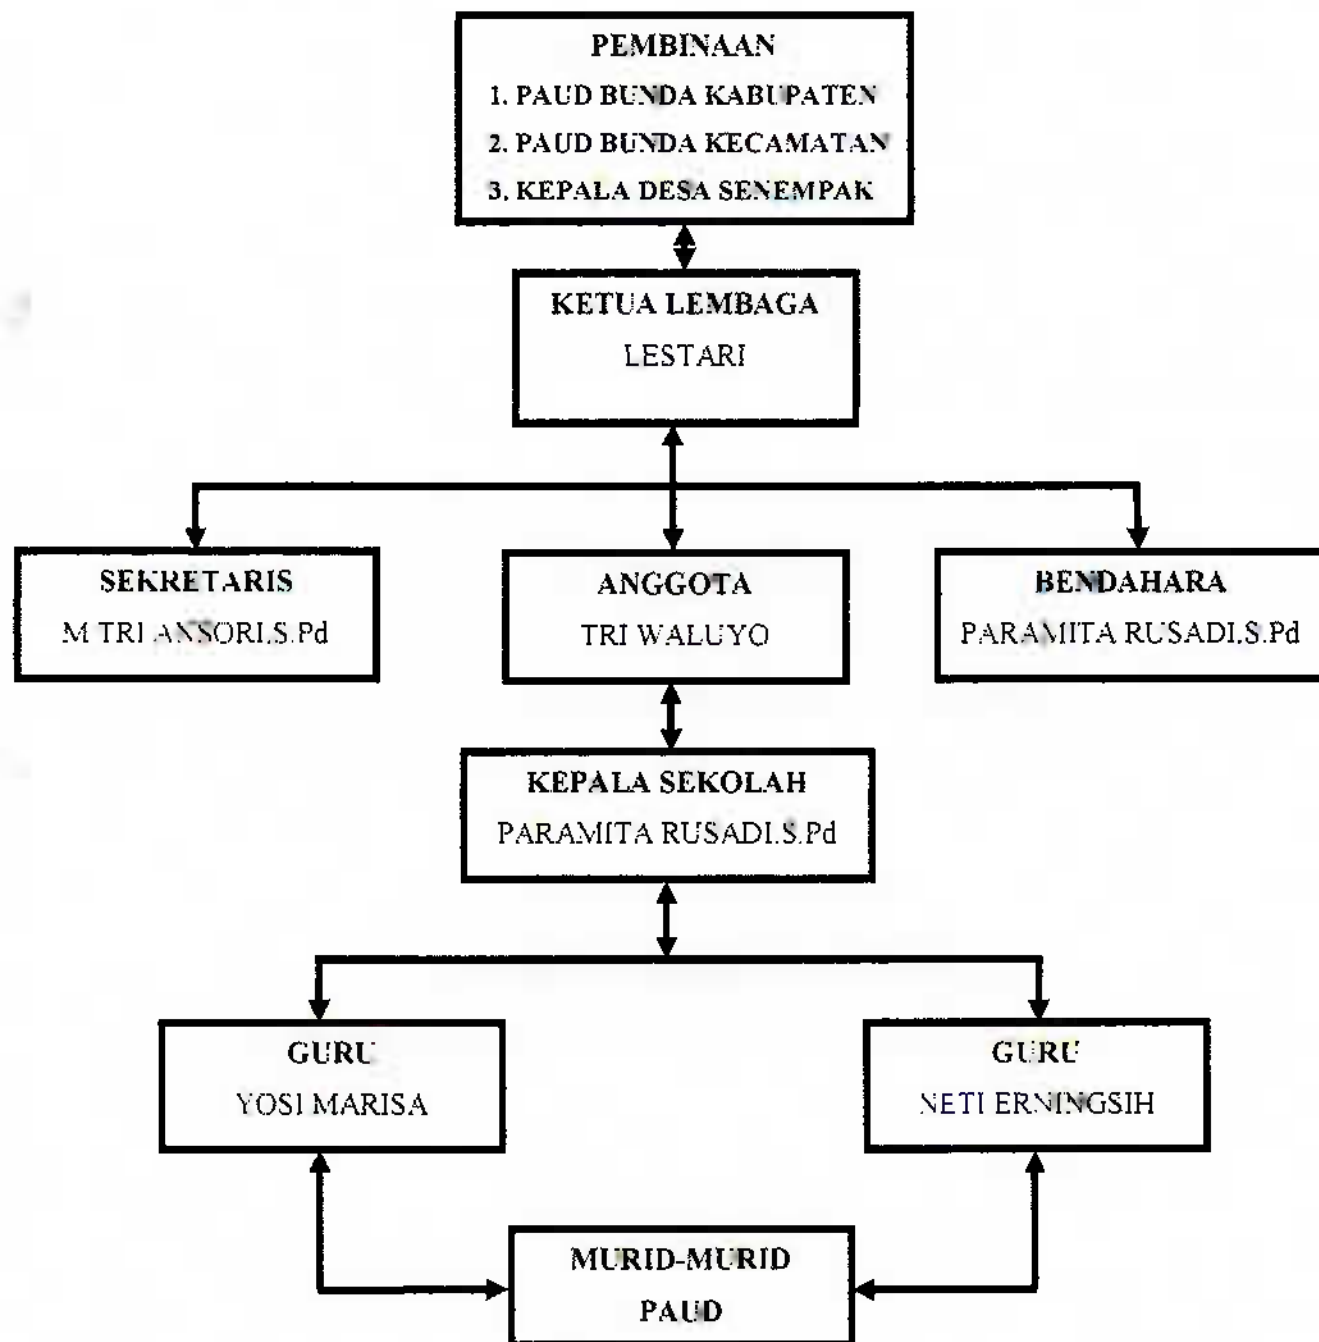 PEMBINAAN
1. PAUD BUNDA KABUPATEN
2. PAUD BUNDA KECAMATAN
3. KEPALA DESA SENEMPAK
KETUA LEMBAGA
LESTARI
SEKRETARIS
M TRI ANSORI.S.Pd
ANGGOTA
TRI WALUYO
BENDAHARA
PARAMITA RUSADI.S.Pd
KEPALA SEKOLAH
PARAMITA RUSADI.S.Pd
GURU
YOSI MARISA
GURU
NETI ERNINGSIH
MURID-MURID
PAUD